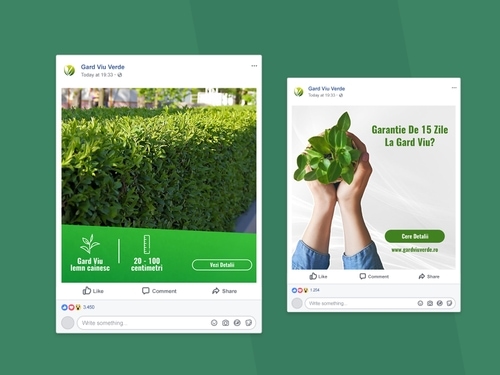 Gard Viu Verde
Today at 19:33
Gard Viu
lemn cainesc
20 - 100
centimetri
Vezi Detalii
Like
Comment
Share
3,450
Write something...
Gard Viu Verde
Today at 19:33
Garantie De 15 Zile
La Gard Viu?
Cere Detalii
www.gardviuverde.ro
Like
Comment
Share
1.204
Write something...